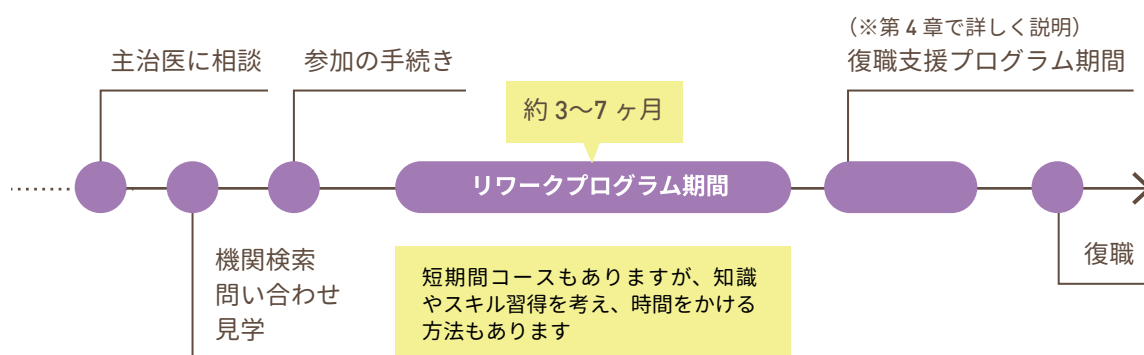 （※第4章で詳しく説明）
主治医に相談
参加の手続き
復職支援プログラム期間
約3〜7ヶ月
リワークプログラム期間
機関検索
問い合わせ
見学
短期間コースもありますが、知識
やスキル習得を考え、時間をかける
方法もあります
復職